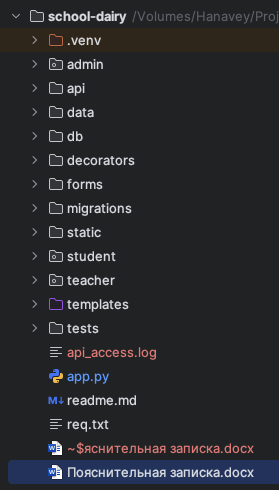 school-dairy /Volumes/Hanavey/Proj
.venv
admin
api
data
db
decorators
forms
migrations
static
student
teacher
templates
tests
api_access.log
app.py
readme.md
req.txt
~$яснительная записка.docx
Пояснительная записка.docx